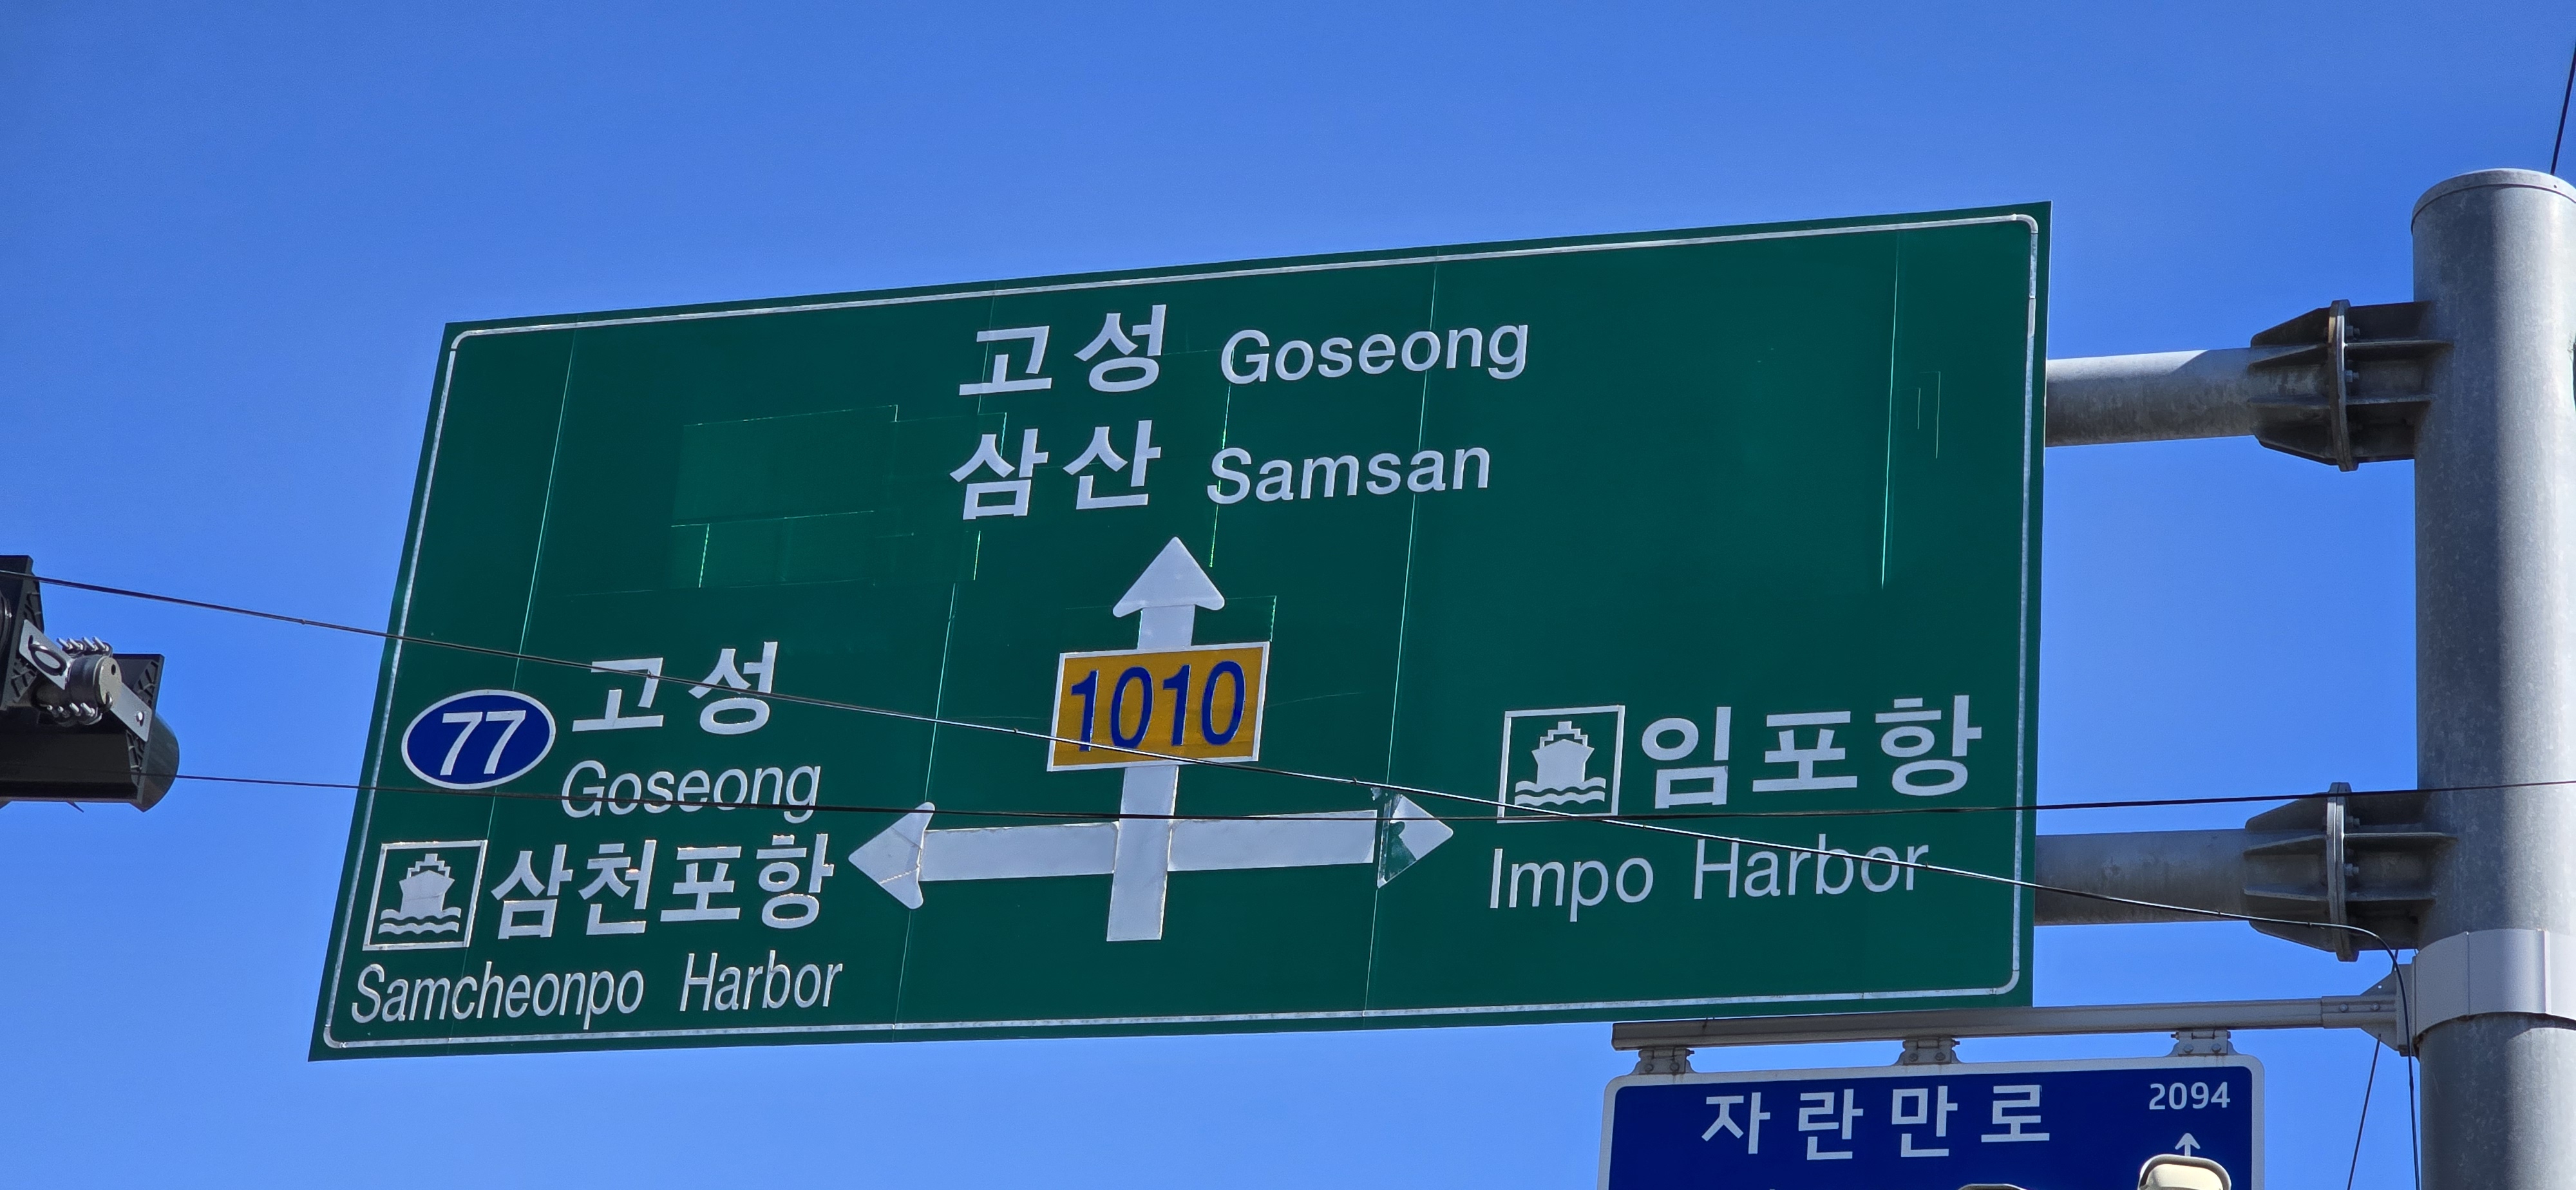 고성 Goseong
삼산 Samsan
1010
77 고성
Goseong
삼천포항
Samcheonpo Harbor
임포항
Impo Harbor
자란만로 2094